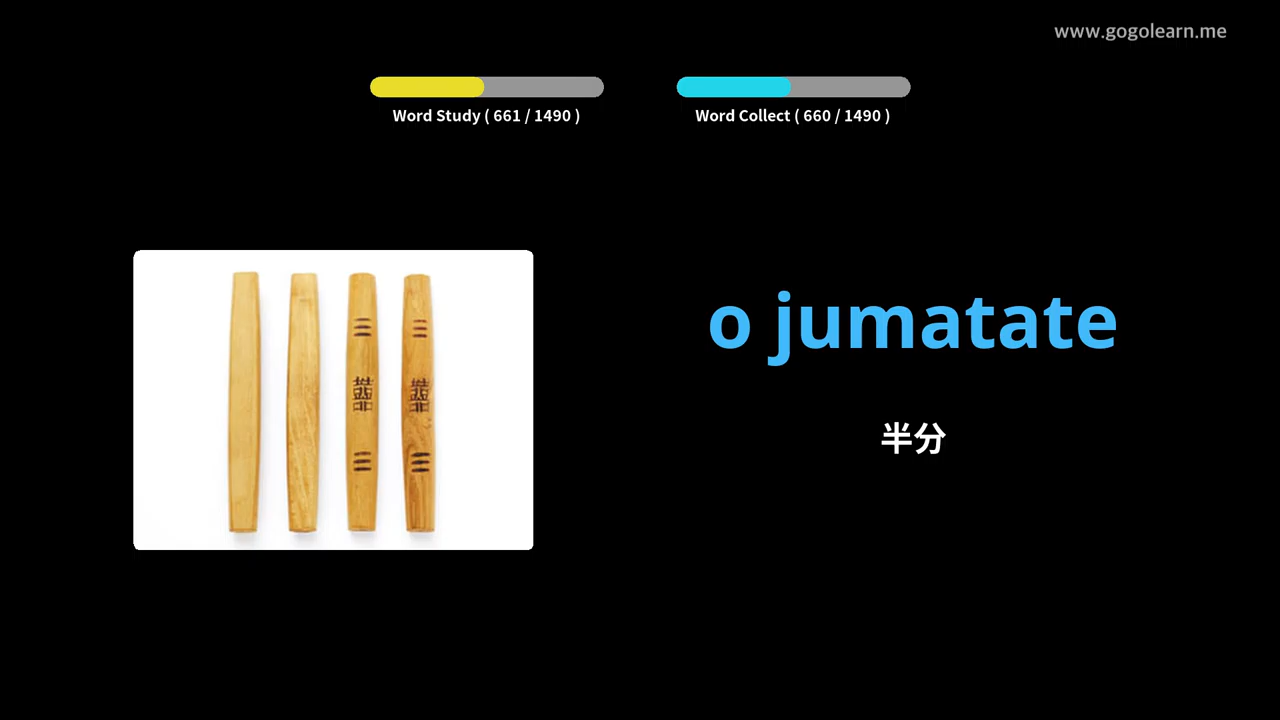 www.gogolearn.me
Word Study ( 661 / 1490 )
Word Collect ( 660 / 1490 )
o jumatate
半分